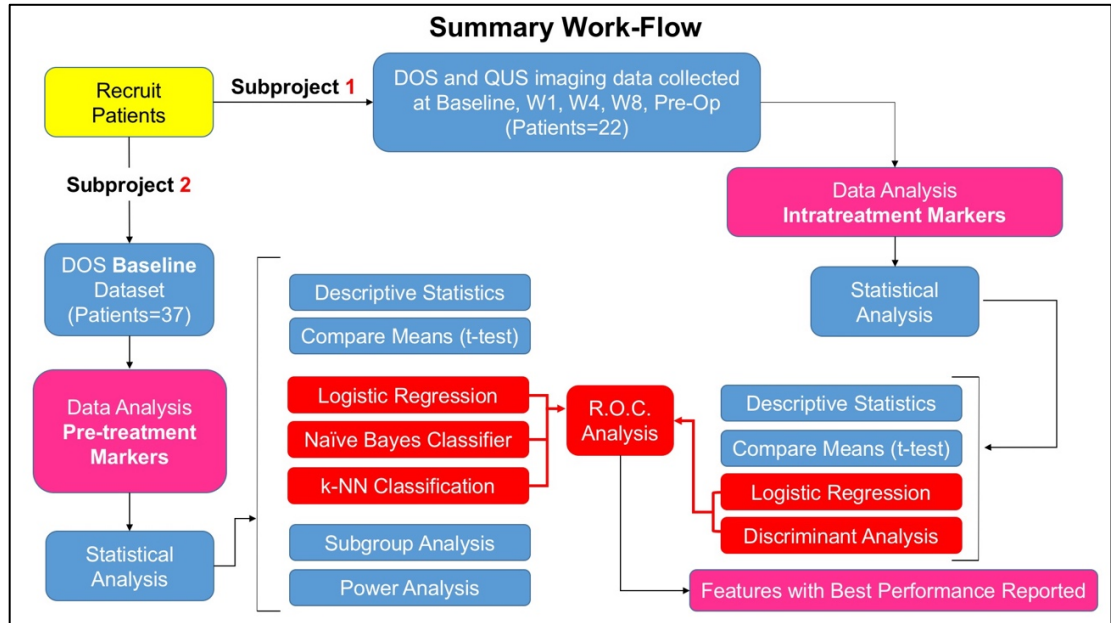 Summary Work-Flow
Recruit
Patients
Subproject 1
DOS and QUS imaging data collected
at Baseline, W1, W4, W8, Pre-Op
(Patients=22)
Data Analysis
Intratreatment Markers
Statistical
Analysis
Descriptive Statistics
Compare Means (t-test)
Logistic Regression
Discriminant Analysis
Subproject 2
DOS Baseline
Dataset
(Patients=37)
Data Analysis
Pre-treatment
Markers
Statistical
Analysis
Descriptive Statistics
Compare Means (t-test)
Logistic Regression
Naïve Bayes Classifier
k-NN Classification
Subgroup Analysis
Power Analysis
R.O.C.
Analysis
Features with Best Performance Reported